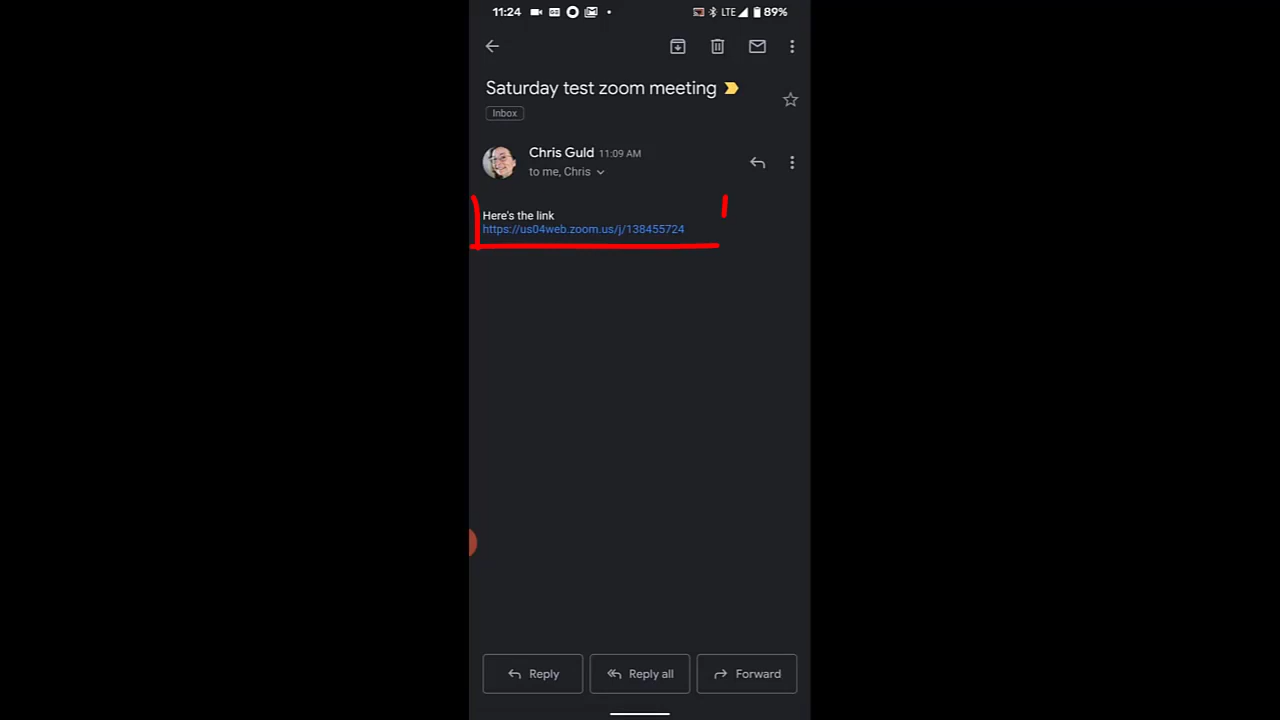 11:24
LTE 89%
Saturday test zoom meeting
Inbox
Chris Guld 11:09 AM
to me, Chris
Here's the link
https://us04web.zoom.us/j/138455724
Reply
Reply all
Forward